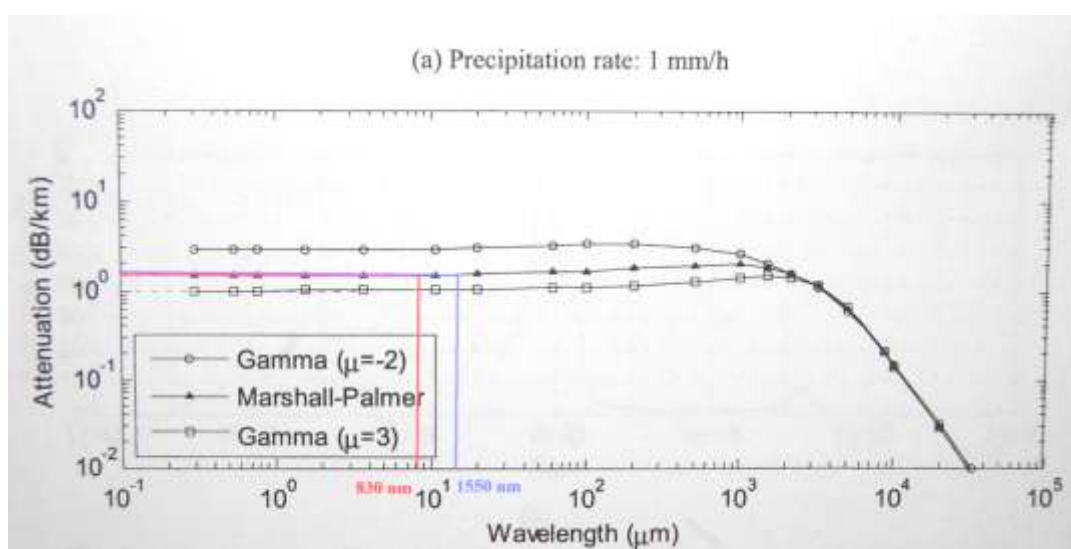 (a) Precipitation rate: 1 mm/h
10^2
10^1
10^0
10^-1
10^-2
Attenuation (dB/km)
Gamma (μ=-2)
Marshall-Palmer
Gamma (μ=3)
830 nm
1550 nm
10^-1
10^0
10^1
10^2
10^3
10^4
10^5
Wavelength (μm)